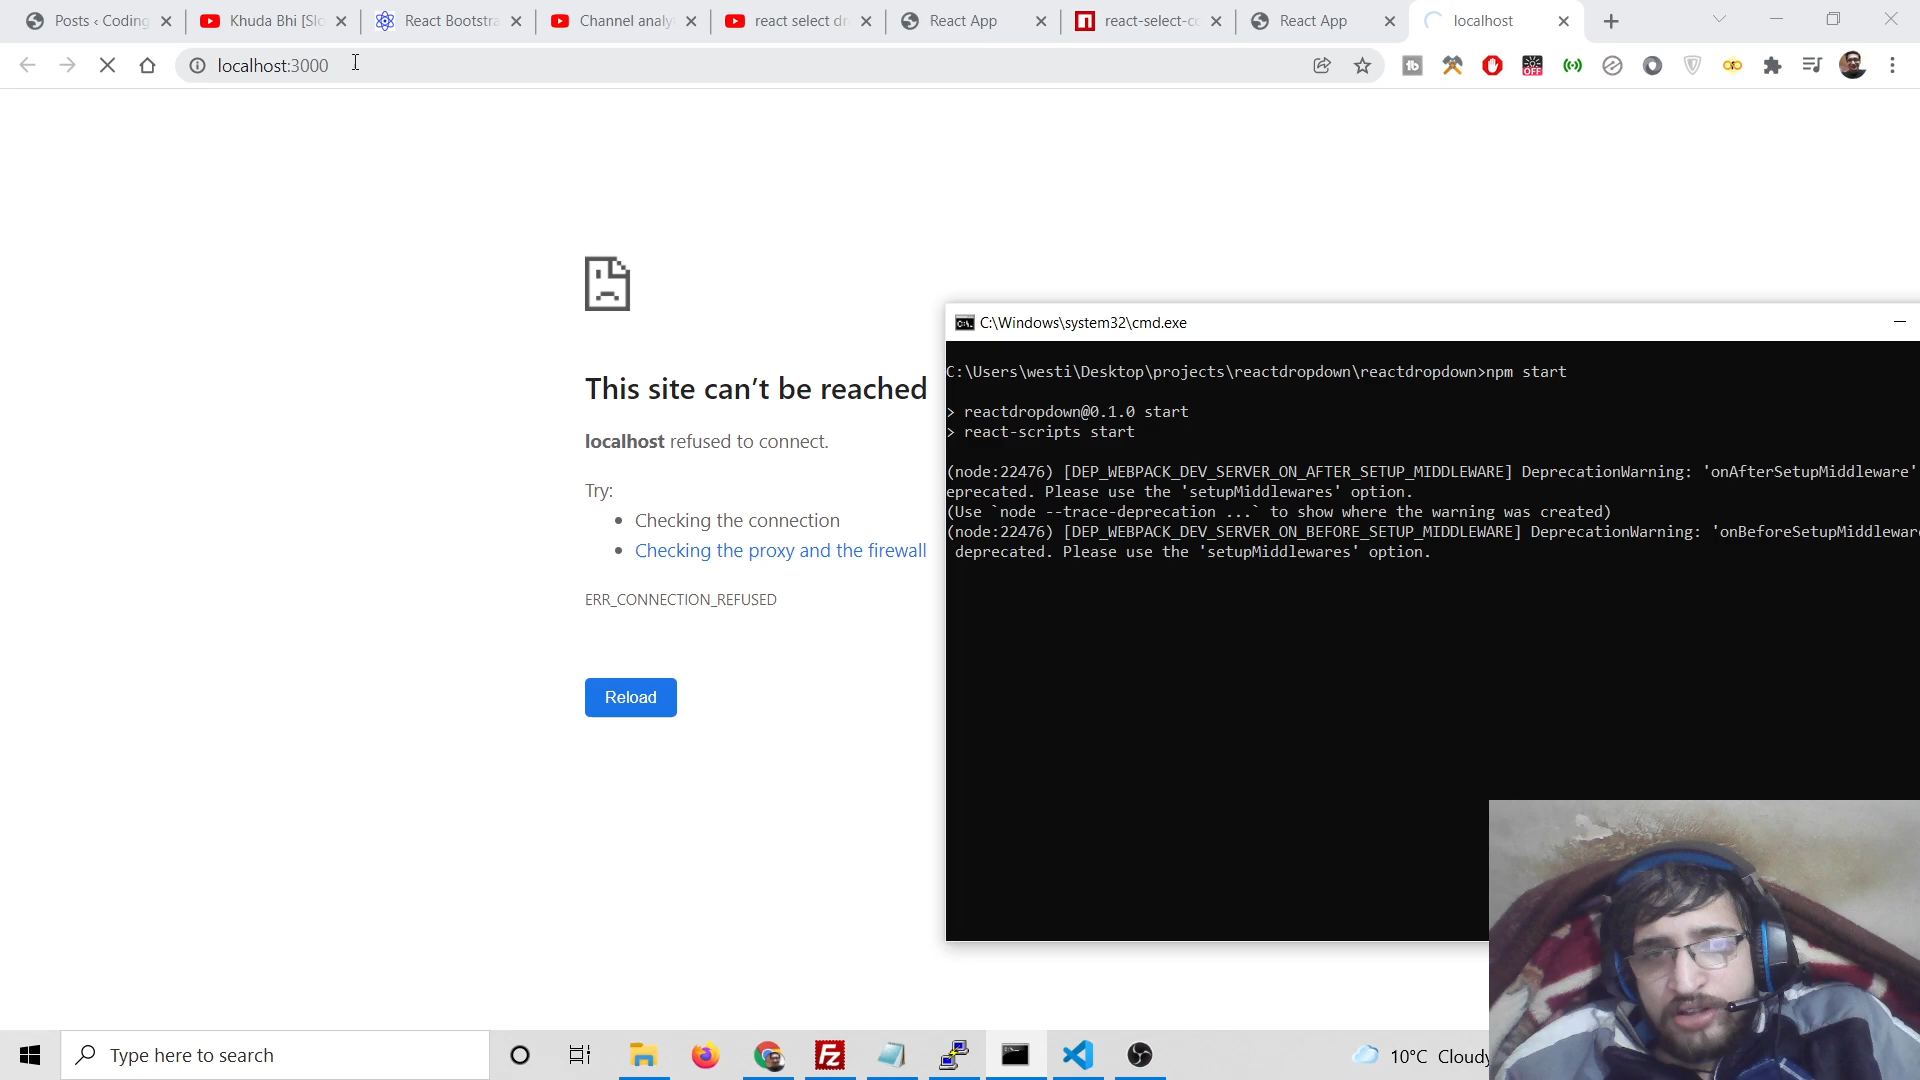 Posts ‹ Coding
Khuda Bhi [Slo
React Bootstra
Channel analy
react select dr
React App
react-select-co
React App
localhost
localhost:3000
OFF
This site can't be reached
localhost refused to connect.
Try:
Checking the connection
Checking the proxy and the firewall
ERR_CONNECTION_REFUSED
Reload
C:\Windows\system32\cmd.exe
C:\Users\westi\Desktop\projects\reactdropdown\reactdropdown>npm start
> reactdropdown@0.1.0 start
> react-scripts start
(node:22476) [DEP_WEBPACK_DEV_SERVER_ON_AFTER_SETUP_MIDDLEWARE] DeprecationWarning: 'onAfterSetupMiddleware'
eprecated. Please use the 'setupMiddlewares' option.
(Use `node --trace-deprecation ...` to show where the warning was created)
(node:22476) [DEP_WEBPACK_DEV_SERVER_ON_BEFORE_SETUP_MIDDLEWARE] DeprecationWarning: 'onBeforeSetupMiddleware
deprecated. Please use the 'setupMiddlewares' option.
Type here to search
10°C Cloudy